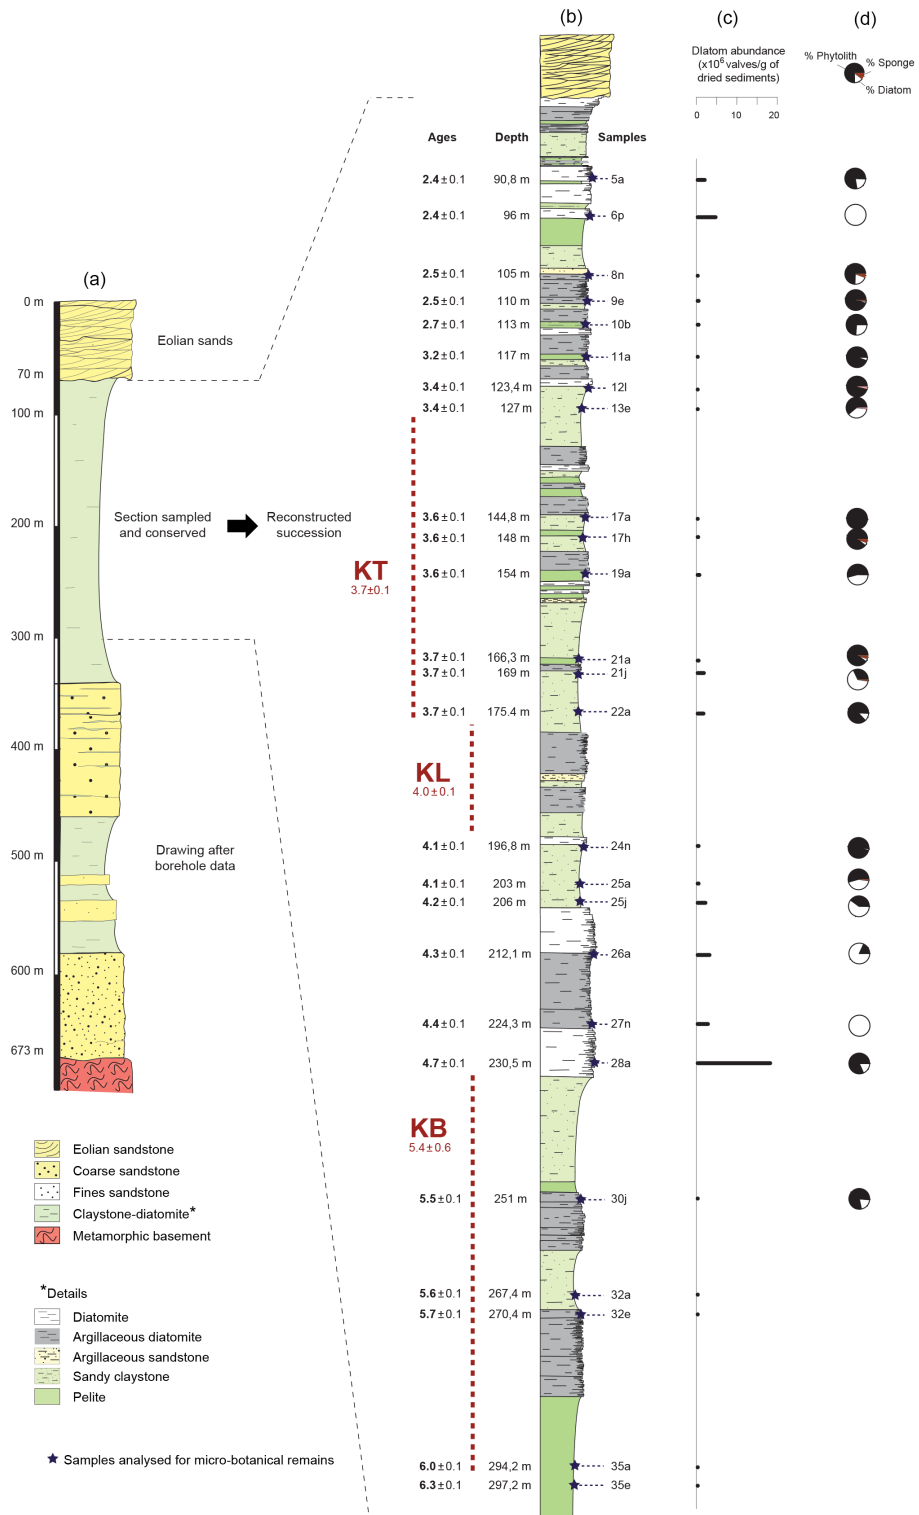 (a)
0 m
70 m
100 m
200 m
300 m
400 m
500 m
600 m
673 m
Eolian sands
Section sampled
and conserved
Reconstructed
succession
Drawing after
borehole data
Eolian sandstone
Coarse sandstone
Fines sandstone
Claystone-diatomite*
Metamorphic basement
*Details
Diatomite
Argillaceous diatomite
Argillaceous sandstone
Sandy claystone
Pelite
Samples analysed for micro-botanical remains
(b)
Ages Depth Samples
2.4±0.1 90,8 m 5a
2.4±0.1 96 m 6p
2.5±0.1 105 m 8n
2.5±0.1 110 m 9e
2.7±0.1 113 m 10b
3.2±0.1 117 m 11a
3.4±0.1 123,4 m 12l
3.4±0.1 127 m 13e
3.6±0.1 144,8 m 17a
3.6±0.1 148 m 17h
3.6±0.1 154 m 19a
3.7±0.1 166,3 m 21a
3.7±0.1 169 m 21j
3.7±0.1 175.4 m 22a
4.1±0.1 196,8 m 24n
4.1±0.1 203 m 25a
4.2±0.1 206 m 25j
4.3±0.1 212,1 m 26a
4.4±0.1 224,3 m 27n
4.7±0.1 230,5 m 28a
5.5±0.1 251 m 30j
5.6±0.1 267,4 m 32a
5.7±0.1 270,4 m 32e
6.0±0.1 294,2 m 35a
6.3±0.1 297,2 m 35e
KT
3.7±0.1
KL
4.0±0.1
KB
5.4±0.6
(c)
DIatom abundance
(x10⁶ valves/g of
dried sediments)
0 10 20
(d)
% Phytolith
% Sponge
% Diatom